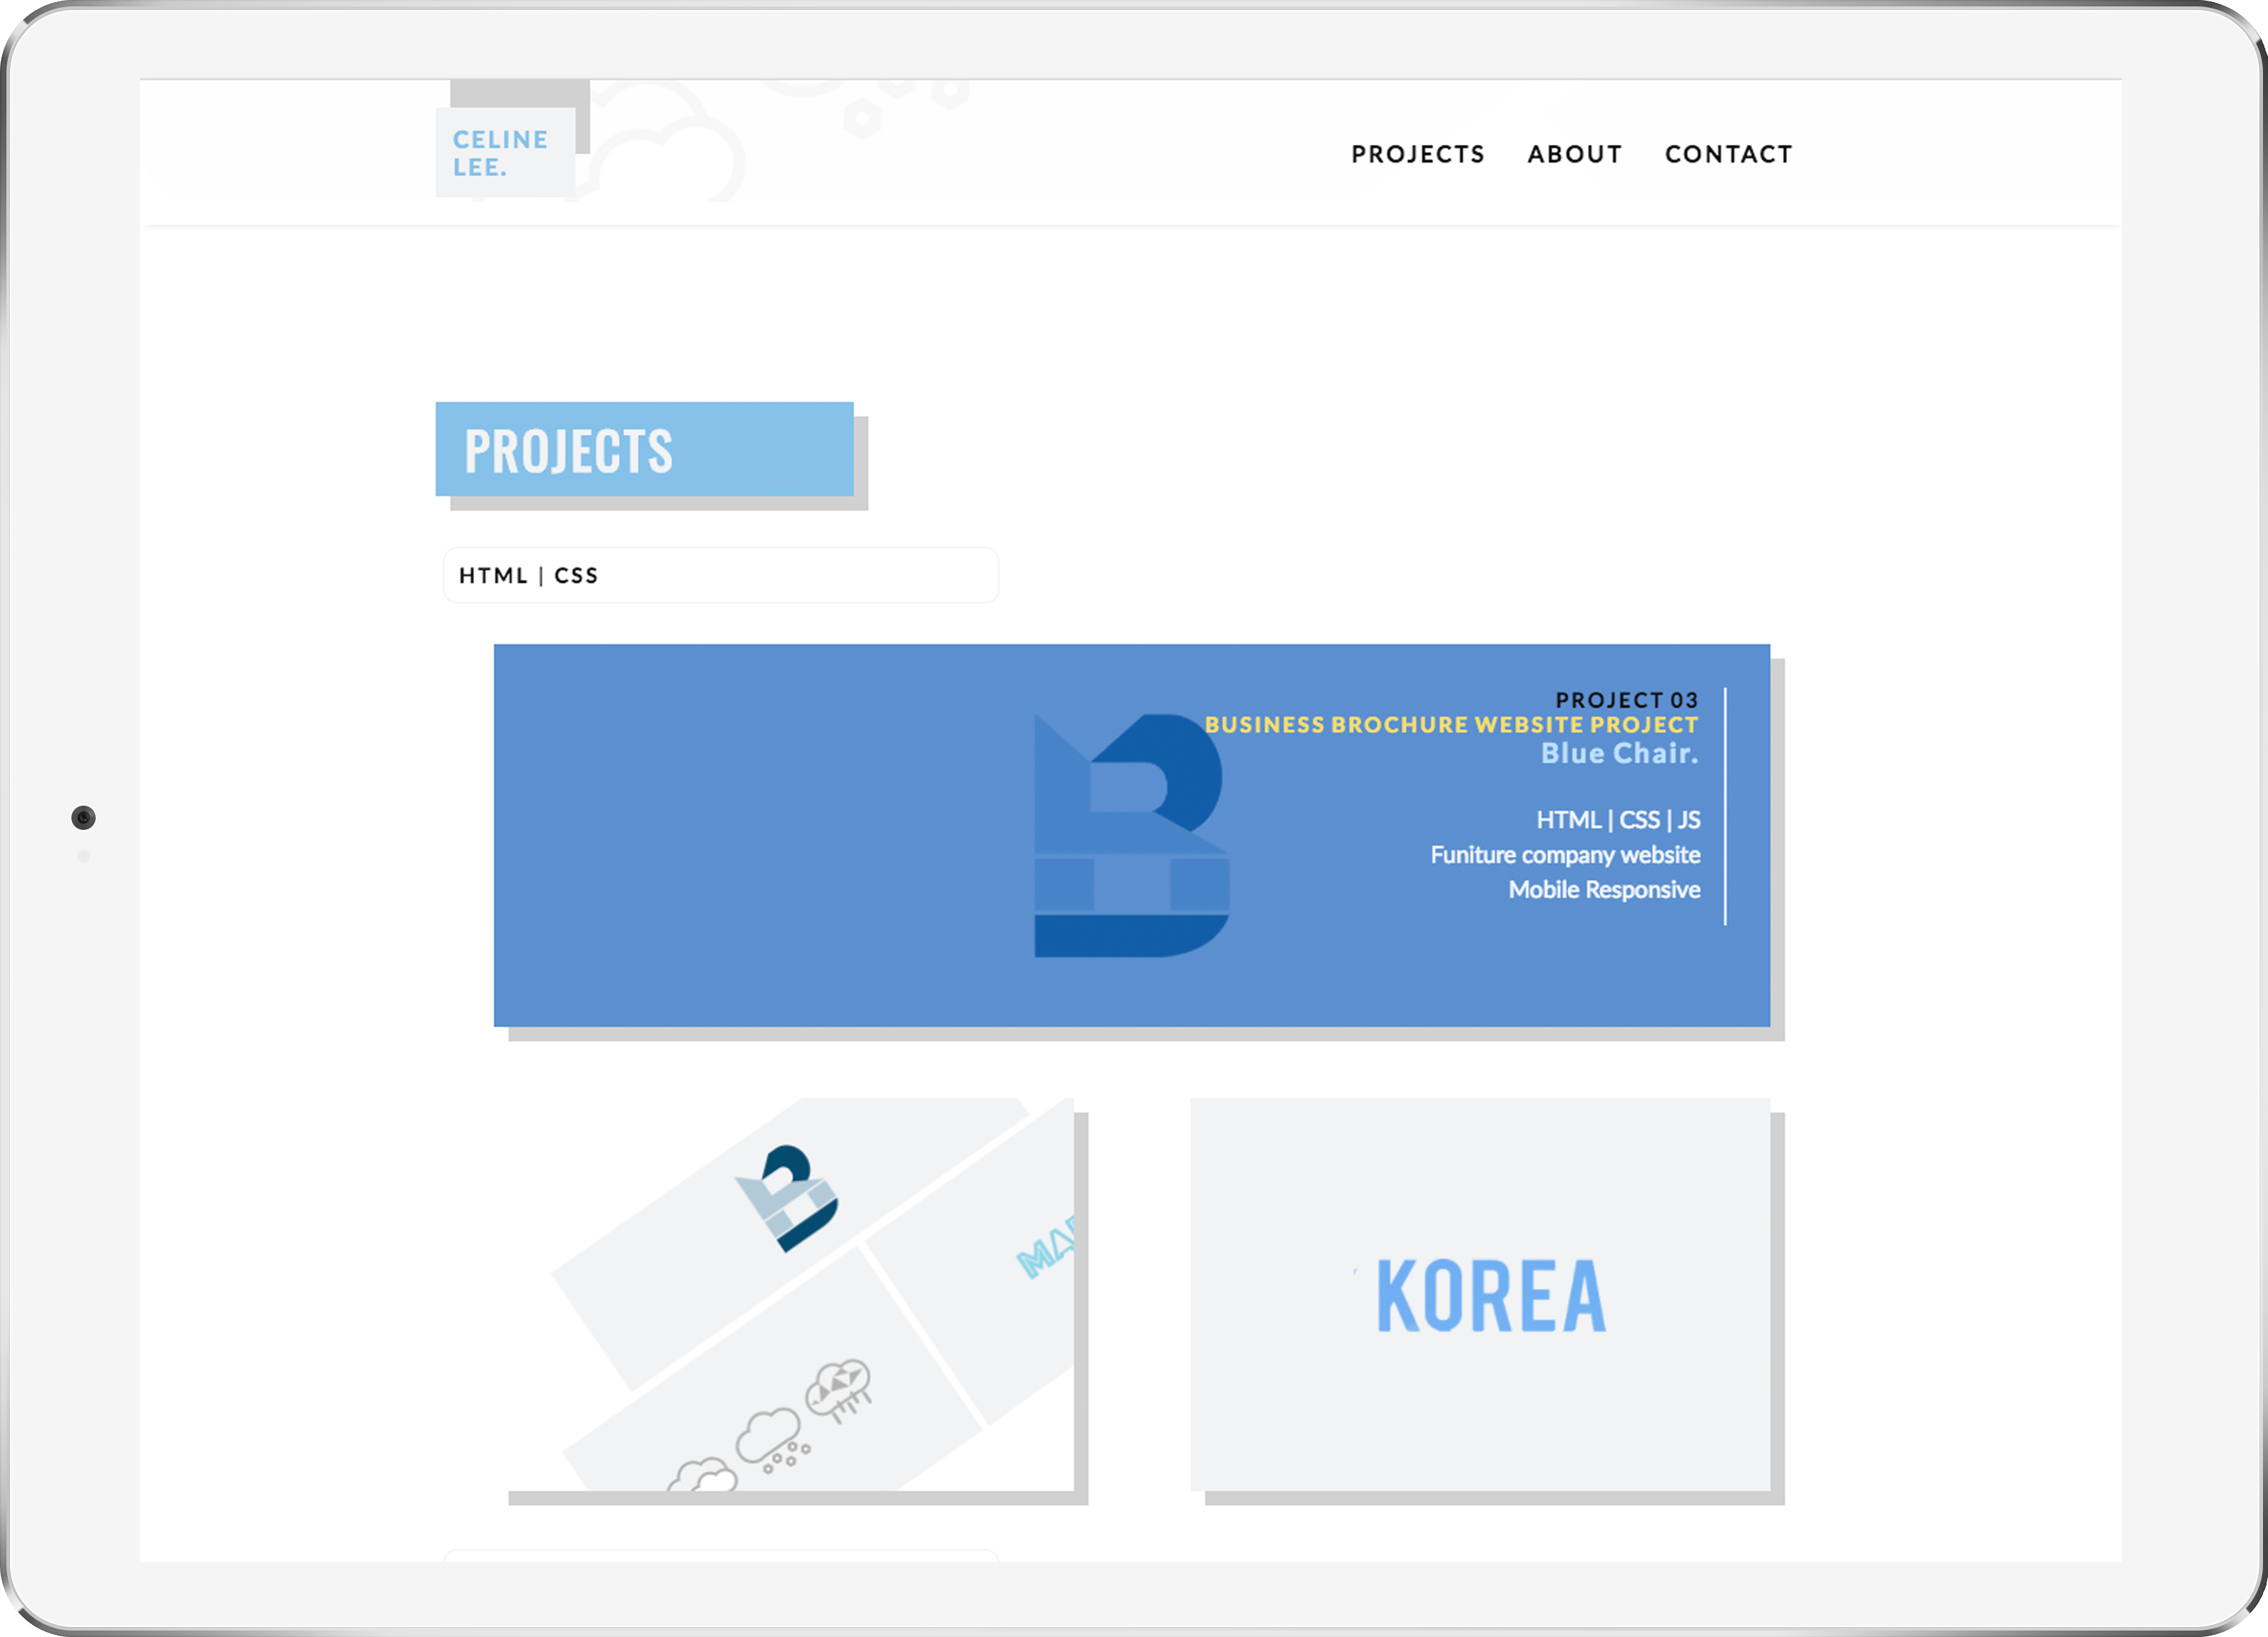 CELINE
LEE.
PROJECTS ABOUT CONTACT
PROJECTS
HTML | CSS
PROJECT 03
BUSINESS BROCHURE WEBSITE PROJECT
Blue Chair.
HTML | CSS | JS
Funiture company website
Mobile Responsive
MA
KOREA